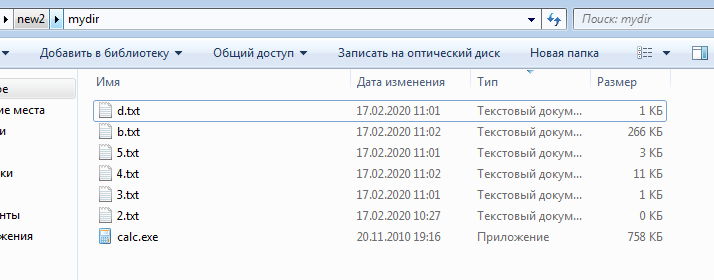 new2 mydir Поиск: mydir
Добавить в библиотеку Общий доступ Записать на оптический диск Новая папка
Имя Дата изменения Тип Размер
ое
ие места
и
ки
нты
жения
d.txt 17.02.2020 11:01 Текстовый докум... 1 КБ
b.txt 17.02.2020 11:02 Текстовый докум... 266 КБ
5.txt 17.02.2020 11:01 Текстовый докум... 3 КБ
4.txt 17.02.2020 11:02 Текстовый докум... 11 КБ
3.txt 17.02.2020 11:01 Текстовый докум... 1 КБ
2.txt 17.02.2020 10:27 Текстовый докум... 0 КБ
calc.exe 20.11.2010 19:16 Приложение 758 КБ